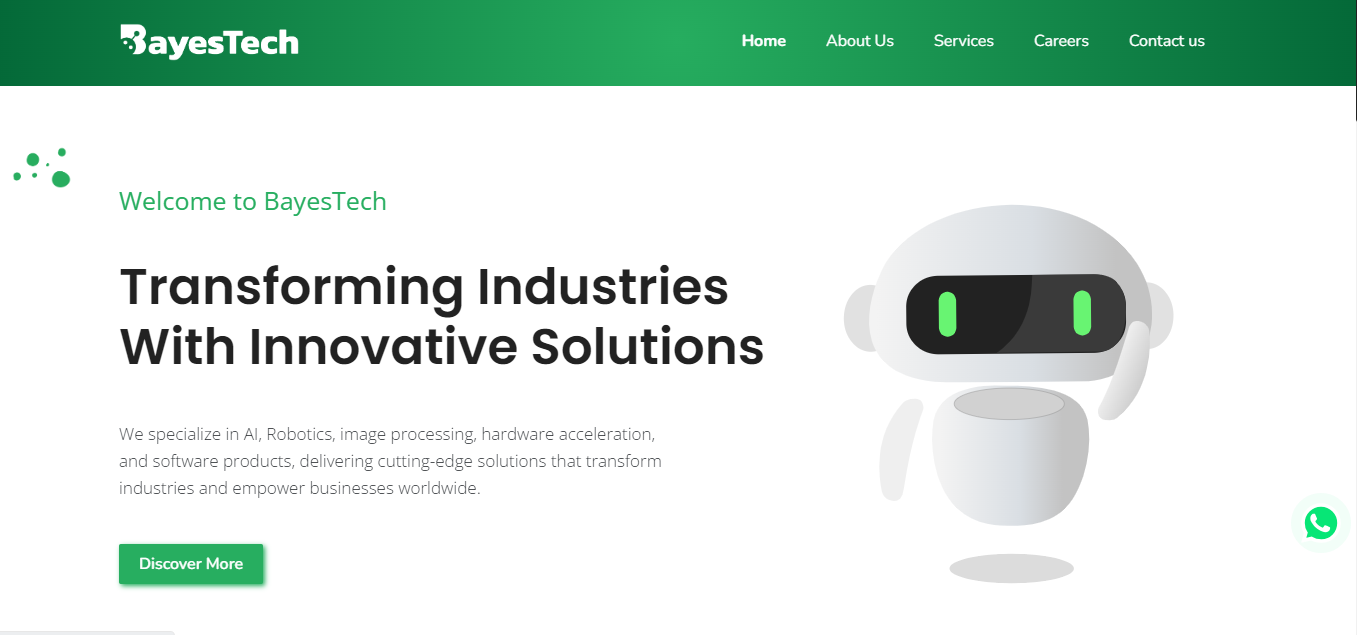 BayesTech
Home About Us Services Careers Contact us
Welcome to BayesTech
Transforming Industries
With Innovative Solutions
We specialize in AI, Robotics, image processing, hardware acceleration,
and software products, delivering cutting-edge solutions that transform
industries and empower businesses worldwide.
Discover More